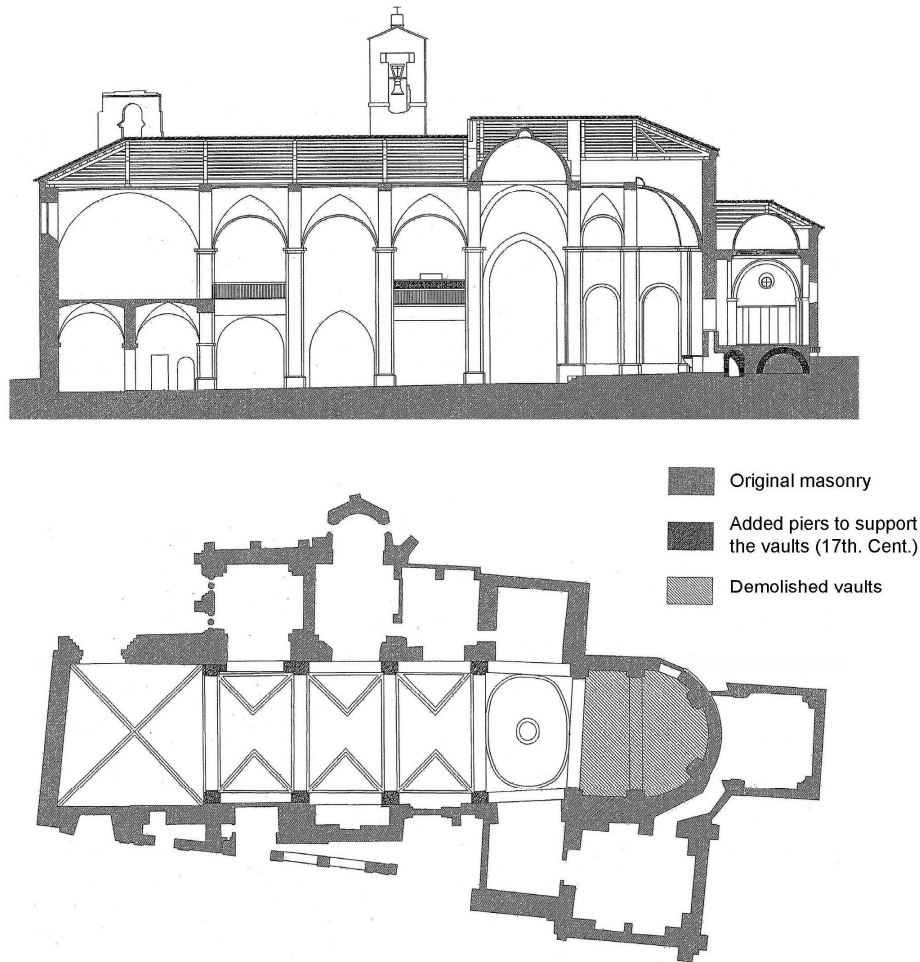 Original masonry
Added piers to support
the vaults (17th. Cent.)
Demolished vaults